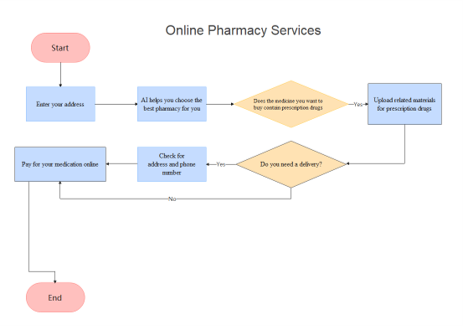 Online Pharmacy Services
Start
Enter your address
AI helps you choose the
best pharmacy for you
Does the medicine you want to
buy contain prescription drugs
Yes
Upload related materials
for prescription drugs
Do you need a delivery?
Yes
Check for
address and phone
number
Pay for your medication online
No
End